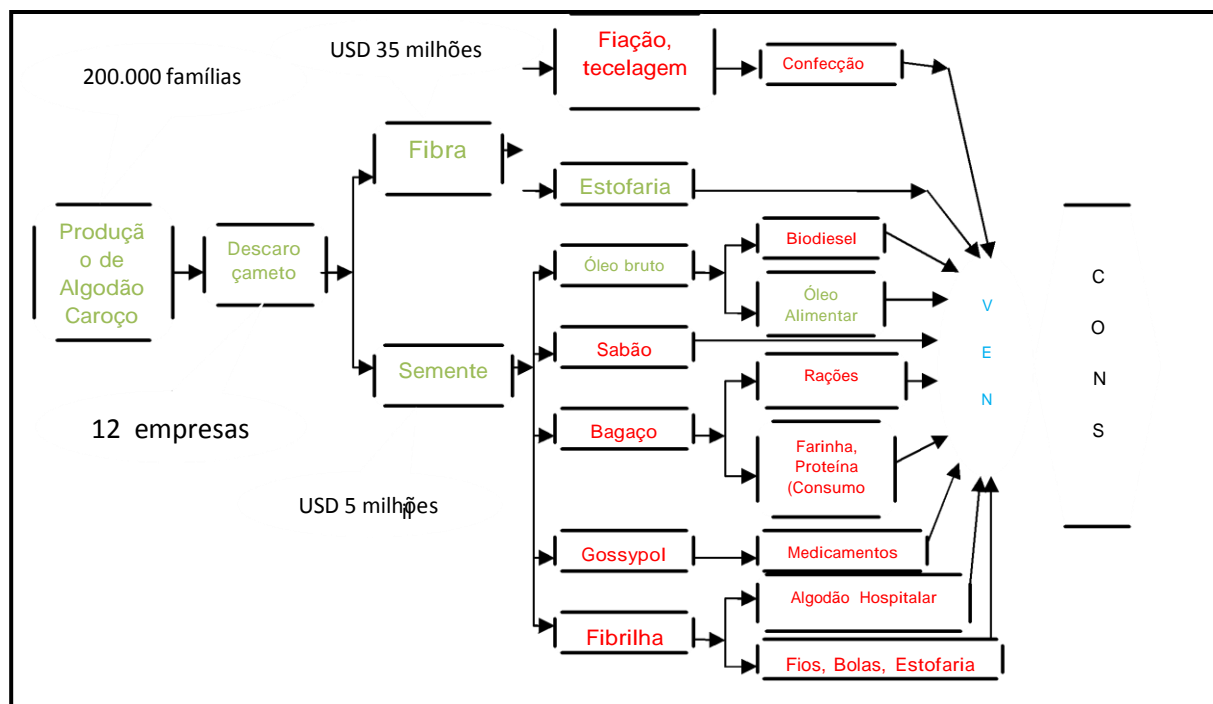 USD 35 milhões
200.000 famílias
Fiação,
tecelagem
Confecção
Fibra
Estofaria
Produçã
o de
Algodão
Caroço
Descaro
çameto
Óleo bruto
Biodiesel
Óleo
Alimentar
Sabão
Semente
Rações
Bagaço
Farinha,
Proteína
(Consumo
12 empresas
USD 5 milhões
Gossypol
Medicamentos
Algodão Hospitalar
Fibrilha
Fios, Bolas, Estofaria
V
E
N
C
O
N
S